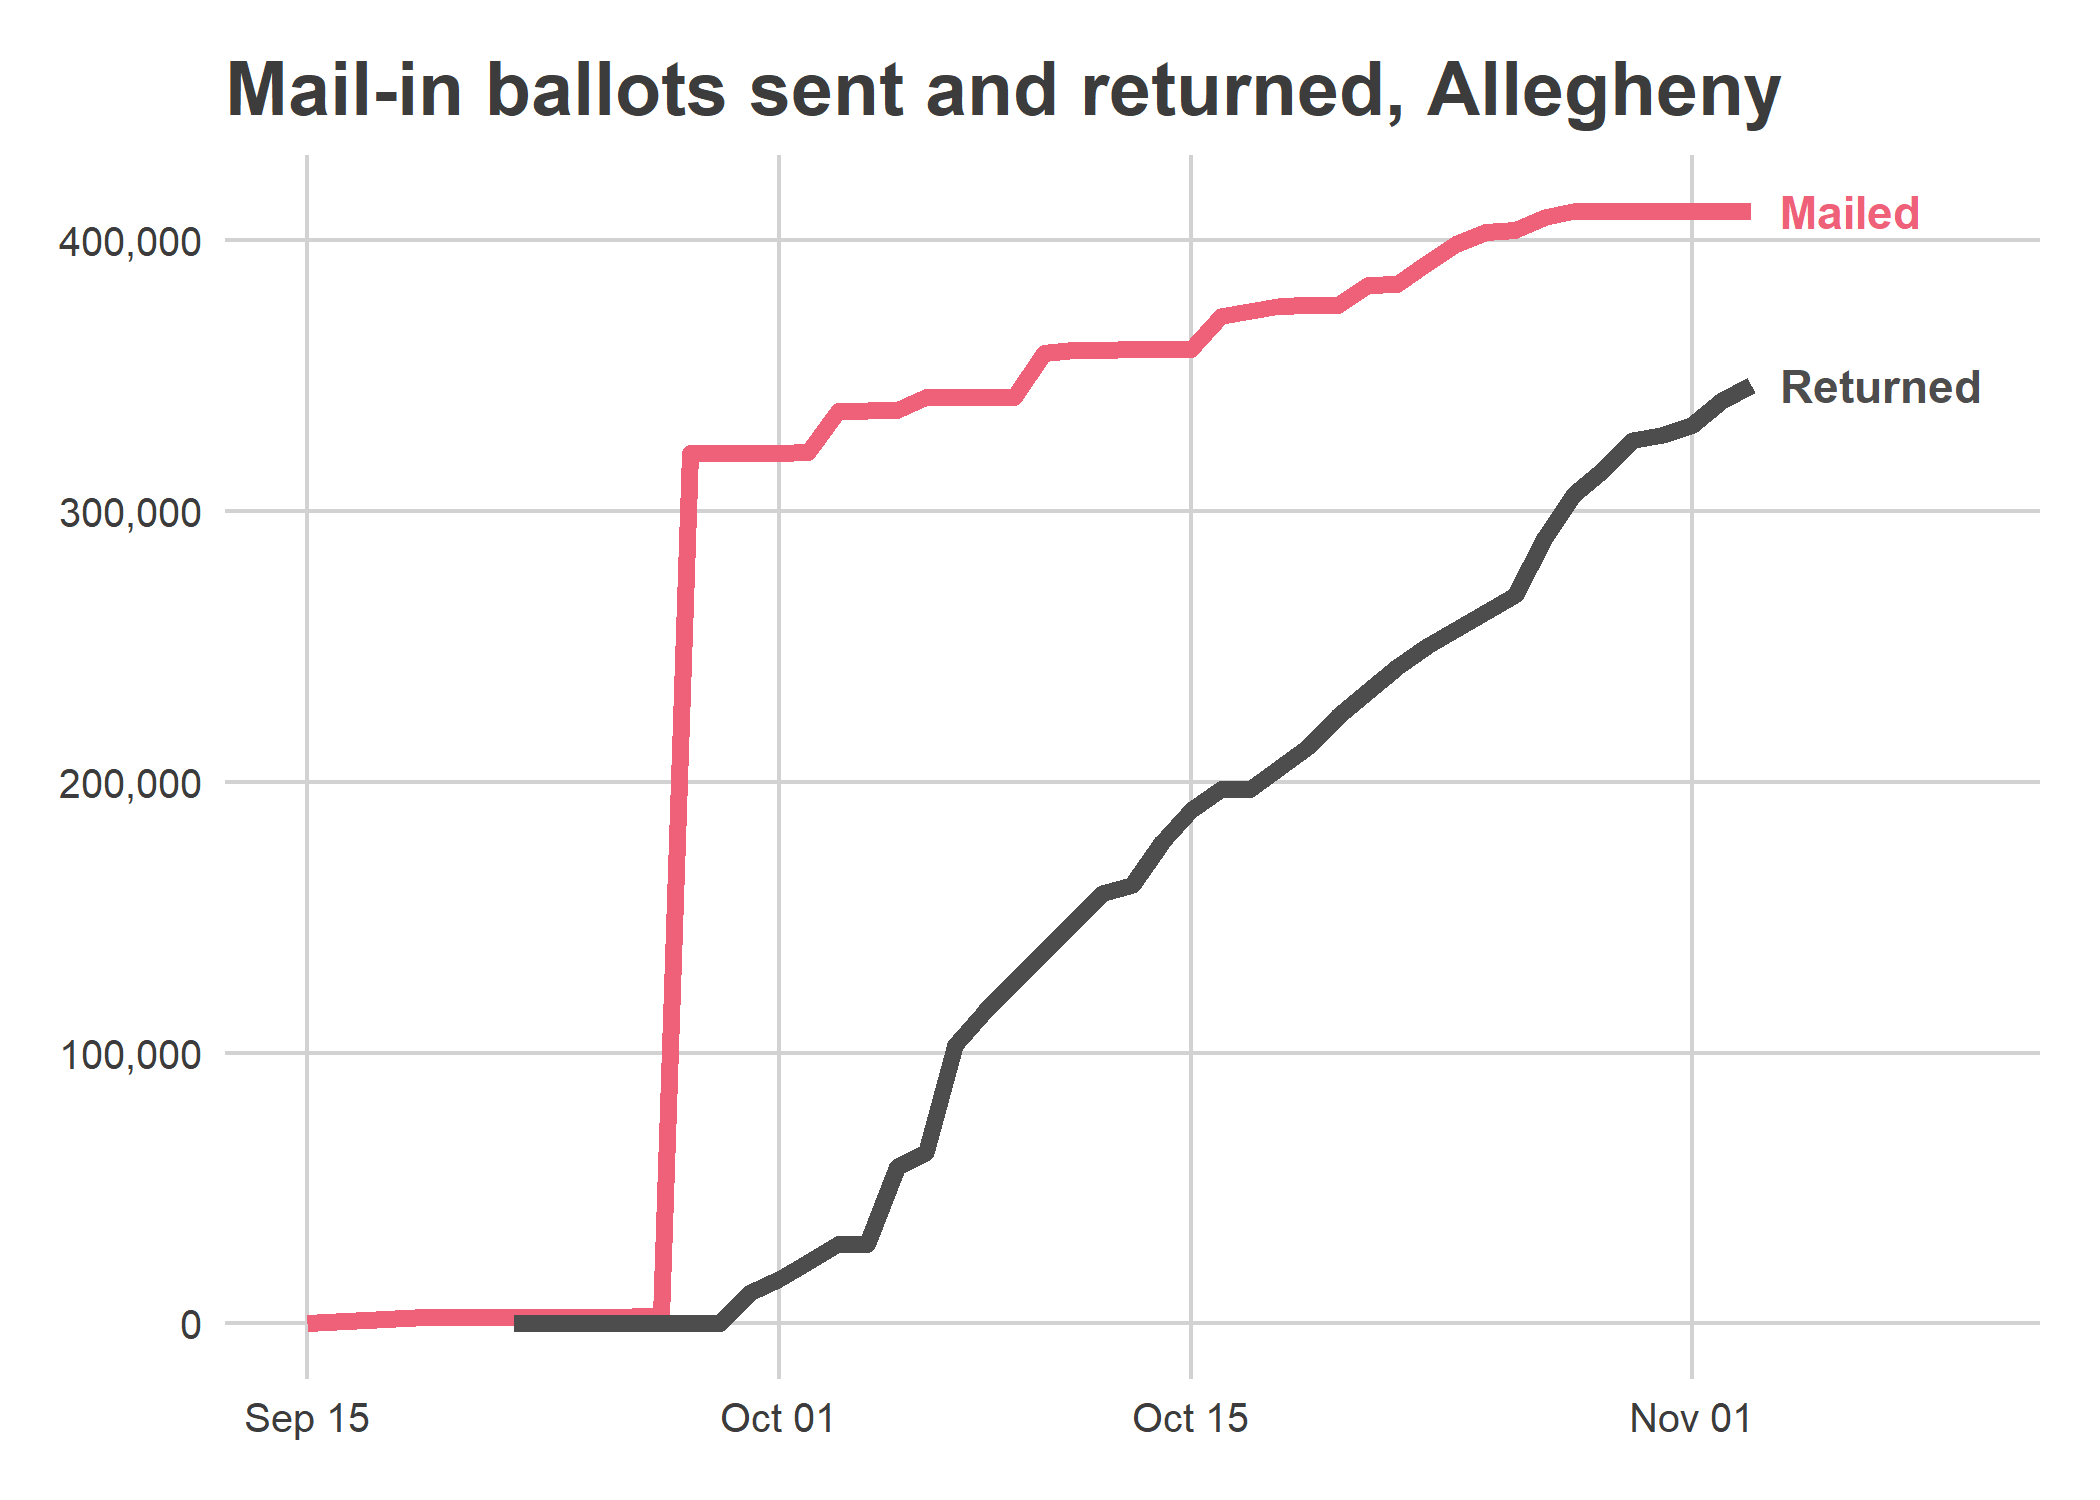 Mail-in ballots sent and returned, Allegheny
Mailed
400,000
Returned
300,000
200,000
100,000
0
Sep 15
Oct 01
Oct 15
Nov 01